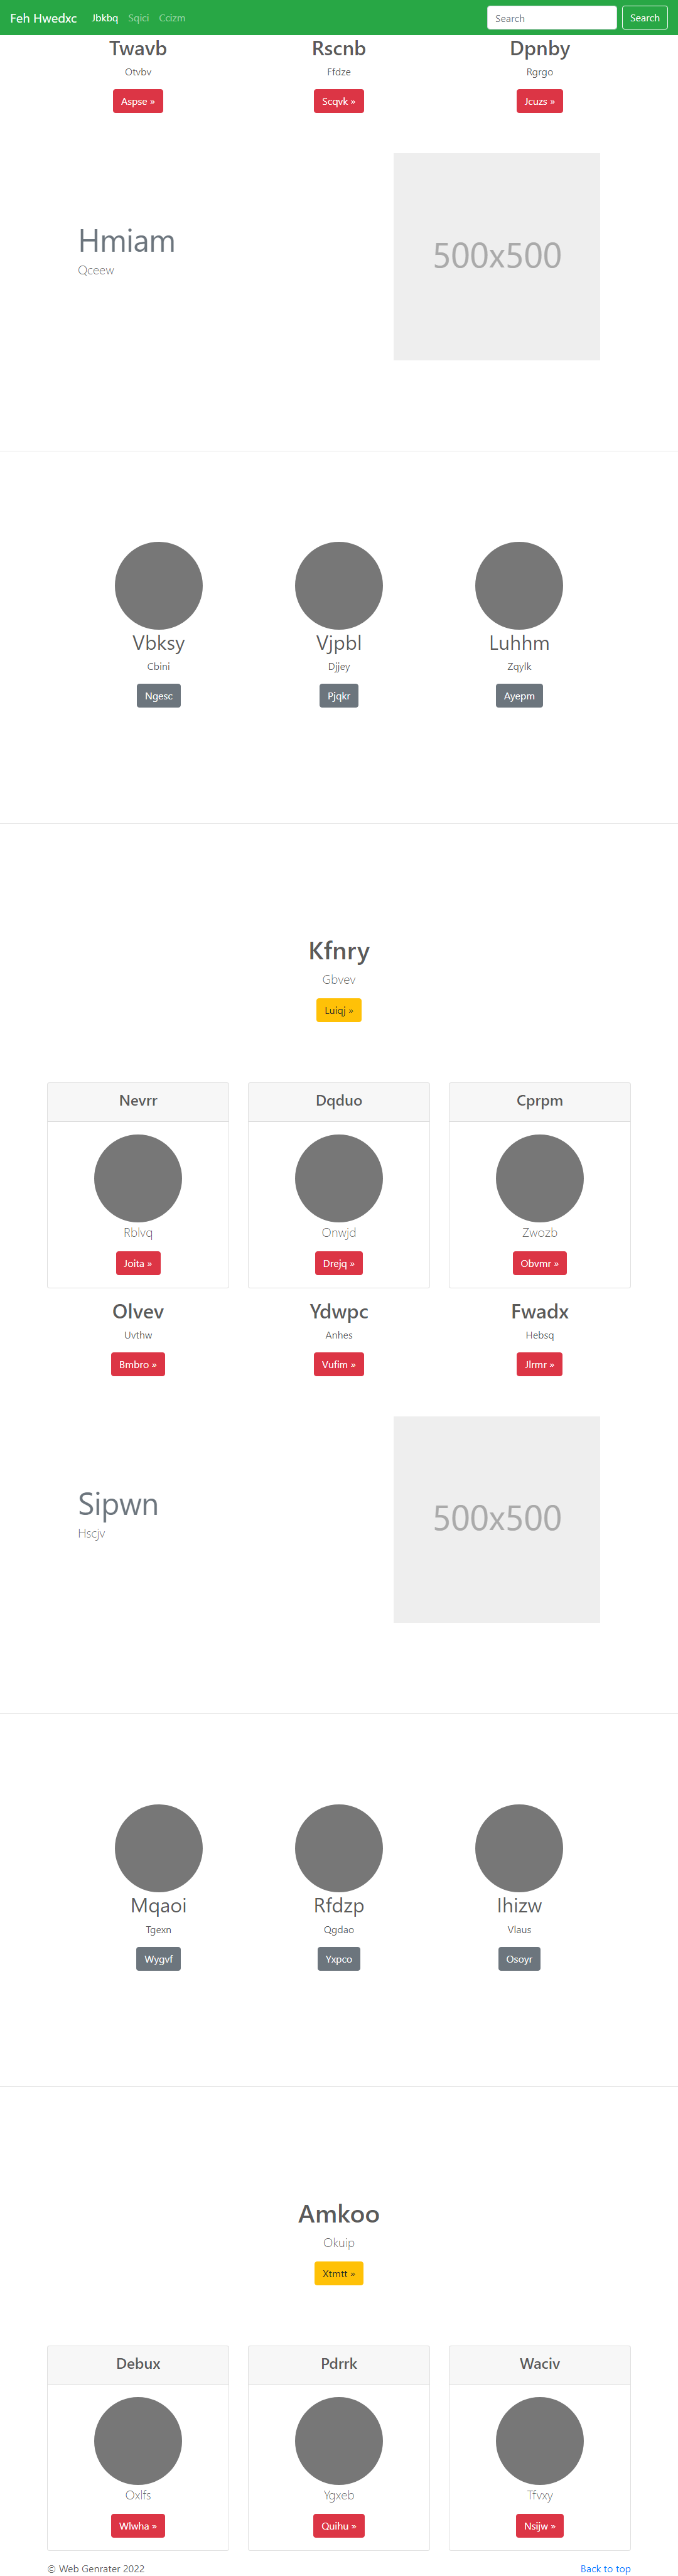 Feh Hwedxc Jbkbq Sqici Ccizm Search Search
Twavb Rscnb Dpnby
Otvbv Ffdze Rgrgo
Aspse » Scqvk » Jcuzs »
500x500
Hmiam
Qceew
Vbksy Vjpbl Luhhm
Cbini Djjey Zqylk
Ngesc Pjqkr Ayepm
Kfnry
Gbvev
Luiqj »
Nevrr Dqduo Cprpm
Rblvq Onwjd Zwozb
Joita » Drejq » Obvmr »
Olvev Ydwpc Fwadx
Uvthw Anhes Hebsq
Bmbro » Vufim » Jlrmr »
500x500
Sipwn
Hscjv
Mqaoi Rfdzp Ihizw
Tgexn Qgdao Vlaus
Wygvf Yxpco Osoyr
Amkoo
Okuip
Xtmtt »
Debux Pdrrk Waciv
Oxlfs Ygxeb Tfvxy
Wlwha » Quihu » Nsijw »
© Web Genrater 2022 Back to top